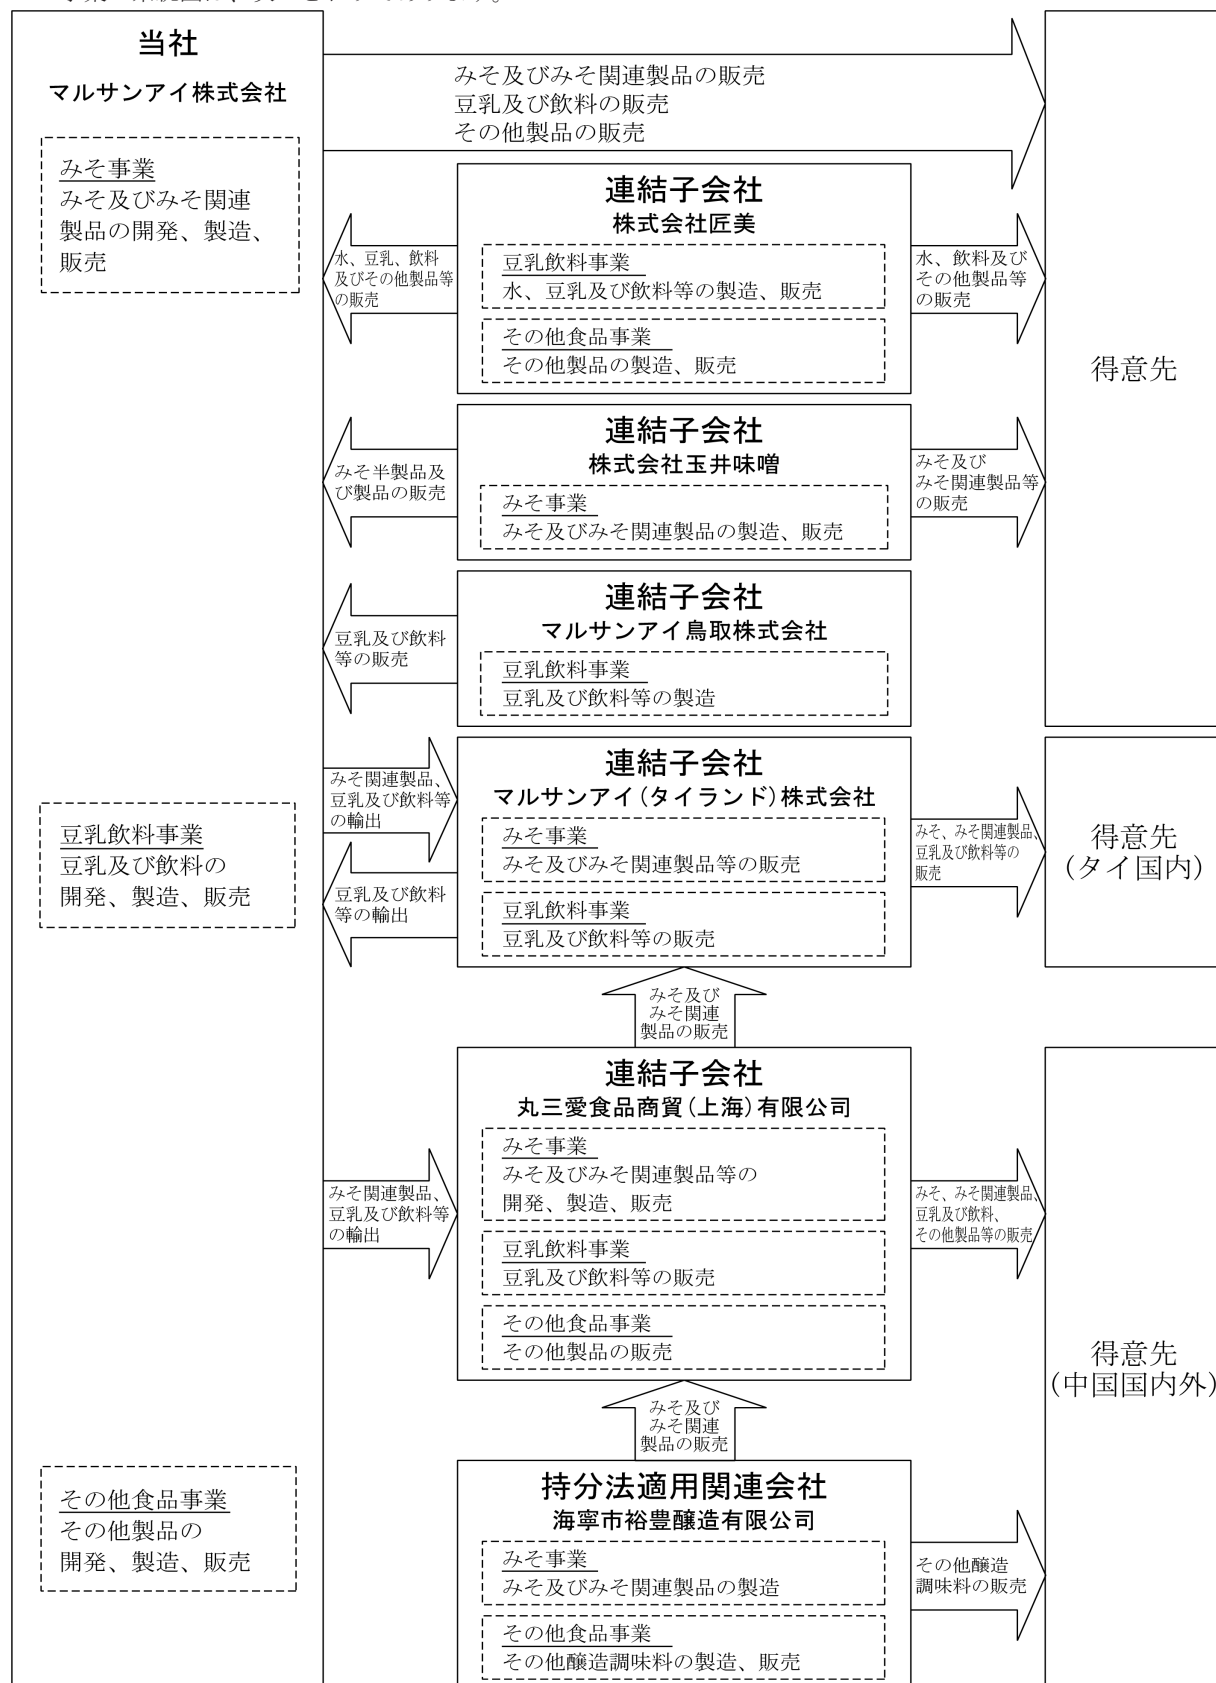 当社
マルサンアイ株式会社
みそ事業
みそ及びみそ関連
製品の開発、製造、
販売
豆乳飲料事業
豆乳及び飲料の
開発、製造、販売
その他食品事業
その他製品の
開発、製造、販売
みそ及びみそ関連製品の販売
豆乳及び飲料の販売
その他製品の販売
連結子会社
株式会社匠美
豆乳飲料事業
水、豆乳及び飲料等の製造、販売
その他食品事業
その他製品の製造、販売
水、豆乳、飲料
及びその他製品等
の販売
水、飲料及び
その他製品等
の販売
得意先
連結子会社
株式会社玉井味噌
みそ事業
みそ及びみそ関連製品の製造、販売
みそ半製品及
び製品の販売
みそ及び
みそ関連製品等
の販売
連結子会社
マルサンアイ鳥取株式会社
豆乳飲料事業
豆乳及び飲料等の製造
豆乳及び飲料
等の販売
連結子会社
マルサンアイ(タイランド)株式会社
みそ事業
みそ及びみそ関連製品等の販売
豆乳飲料事業
豆乳及び飲料等の販売
みそ関連製品、
豆乳及び飲料等
の輸出
豆乳及び飲料
等の輸出
みそ、みそ関連製品、
豆乳及び飲料等の
販売
得意先
(タイ国内)
みそ及び
みそ関連
製品の販売
連結子会社
丸三愛食品商貿(上海)有限公司
みそ事業
みそ及びみそ関連製品等の
開発、製造、販売
豆乳飲料事業
豆乳及び飲料等の販売
その他食品事業
その他製品の販売
みそ関連製品、
豆乳及び飲料等
の輸出
みそ、みそ関連製品、
豆乳及び飲料、
その他製品等の販売
得意先
(中国国内外)
みそ及び
みそ関連
製品の販売
持分法適用関連会社
海寧市裕豊醸造有限公司
みそ事業
みそ及びみそ関連製品の製造
その他食品事業
その他醸造調味料の製造、販売
その他醸造
調味料の販売